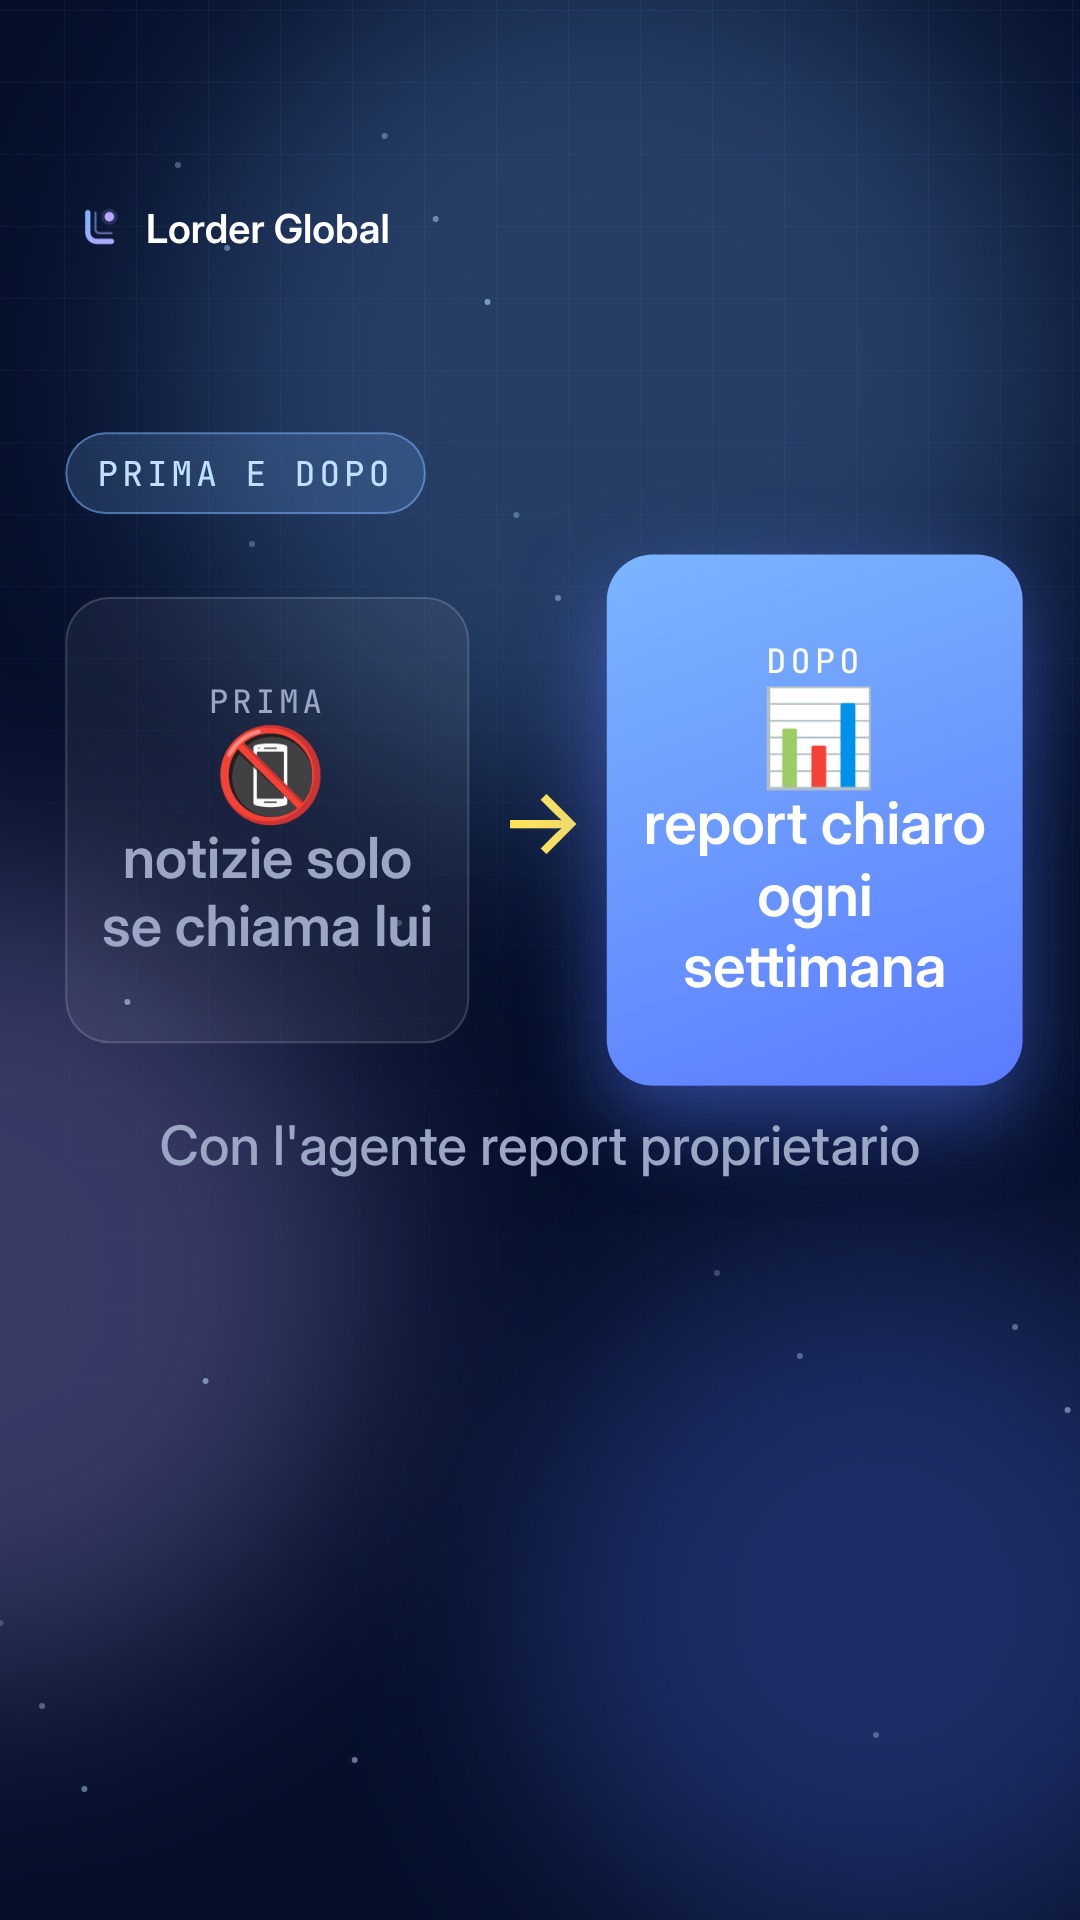 Lorder Global
PRIMA E DOPO
PRIMA
notizie solo
se chiama lui
DOPO
report chiaro
ogni
settimana
Con l'agente report proprietario